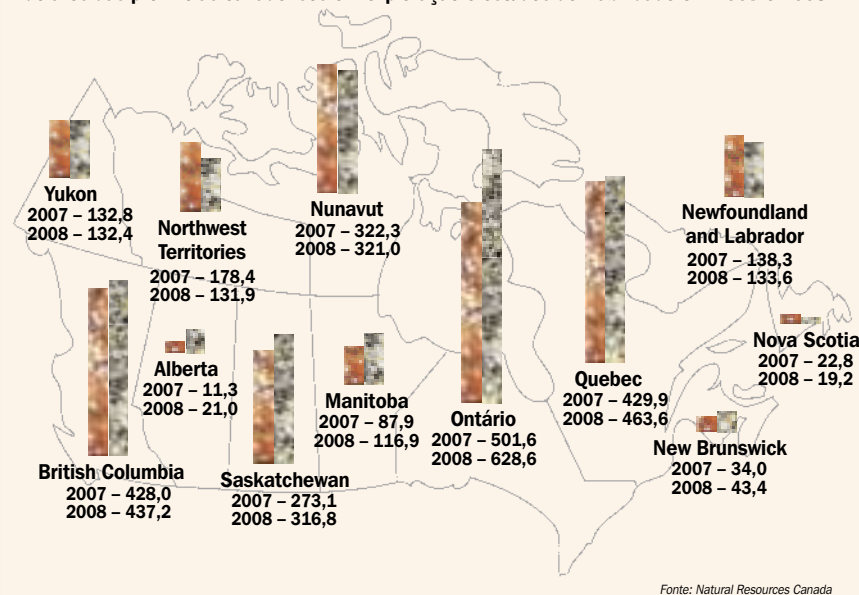 Yukon
2007 – 132,8
2008 – 132,4
Northwest
Territories
2007 – 178,4
2008 – 131,9
Nunavut
2007 – 322,3
2008 – 321,0
Newfoundland
and Labrador
2007 – 138,3
2008 – 133,6
British Columbia
2007 – 428,0
2008 – 437,2
Alberta
2007 – 11,3
2008 – 21,0
Saskatchewan
2007 – 273,1
2008 – 316,8
Manitoba
2007 – 87,9
2008 – 116,9
Ontário
2007 – 501,6
2008 – 628,6
Quebec
2007 – 429,9
2008 – 463,6
Nova Scotia
2007 – 22,8
2008 – 19,2
New Brunswick
2007 – 34,0
2008 – 43,4
Fonte: Natural Resources Canada